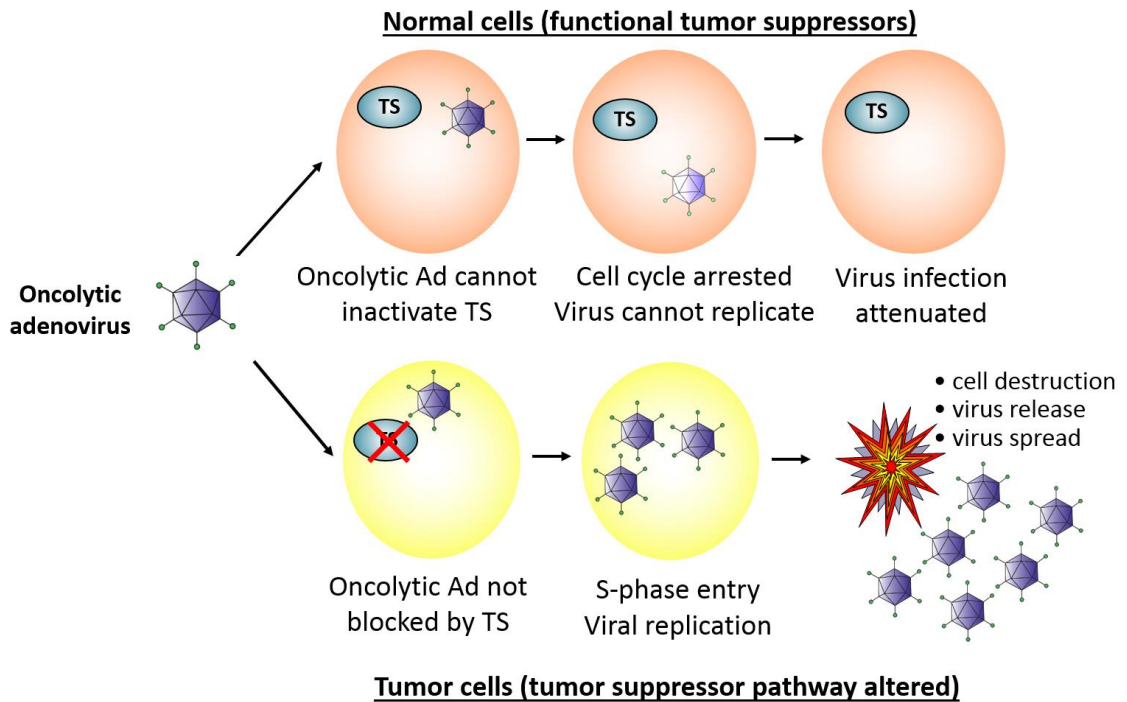 Normal cells (functional tumor suppressors)
TS
TS
TS
Oncolytic Ad cannot
inactivate TS
Cell cycle arrested
Virus cannot replicate
Virus infection
attenuated
Oncolytic
adenovirus
TS
• cell destruction
• virus release
• virus spread
Oncolytic Ad not
blocked by TS
S-phase entry
Viral replication
Tumor cells (tumor suppressor pathway altered)